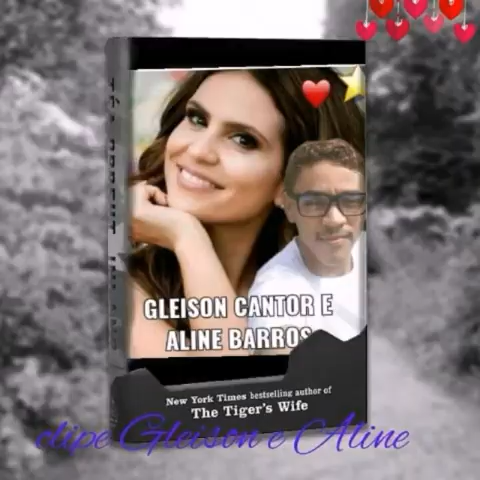 GLEISON CANTOR E
ALINE BARROS
New York Times bestselling author of
The Tiger's Wife
clipe Gleison e Aline